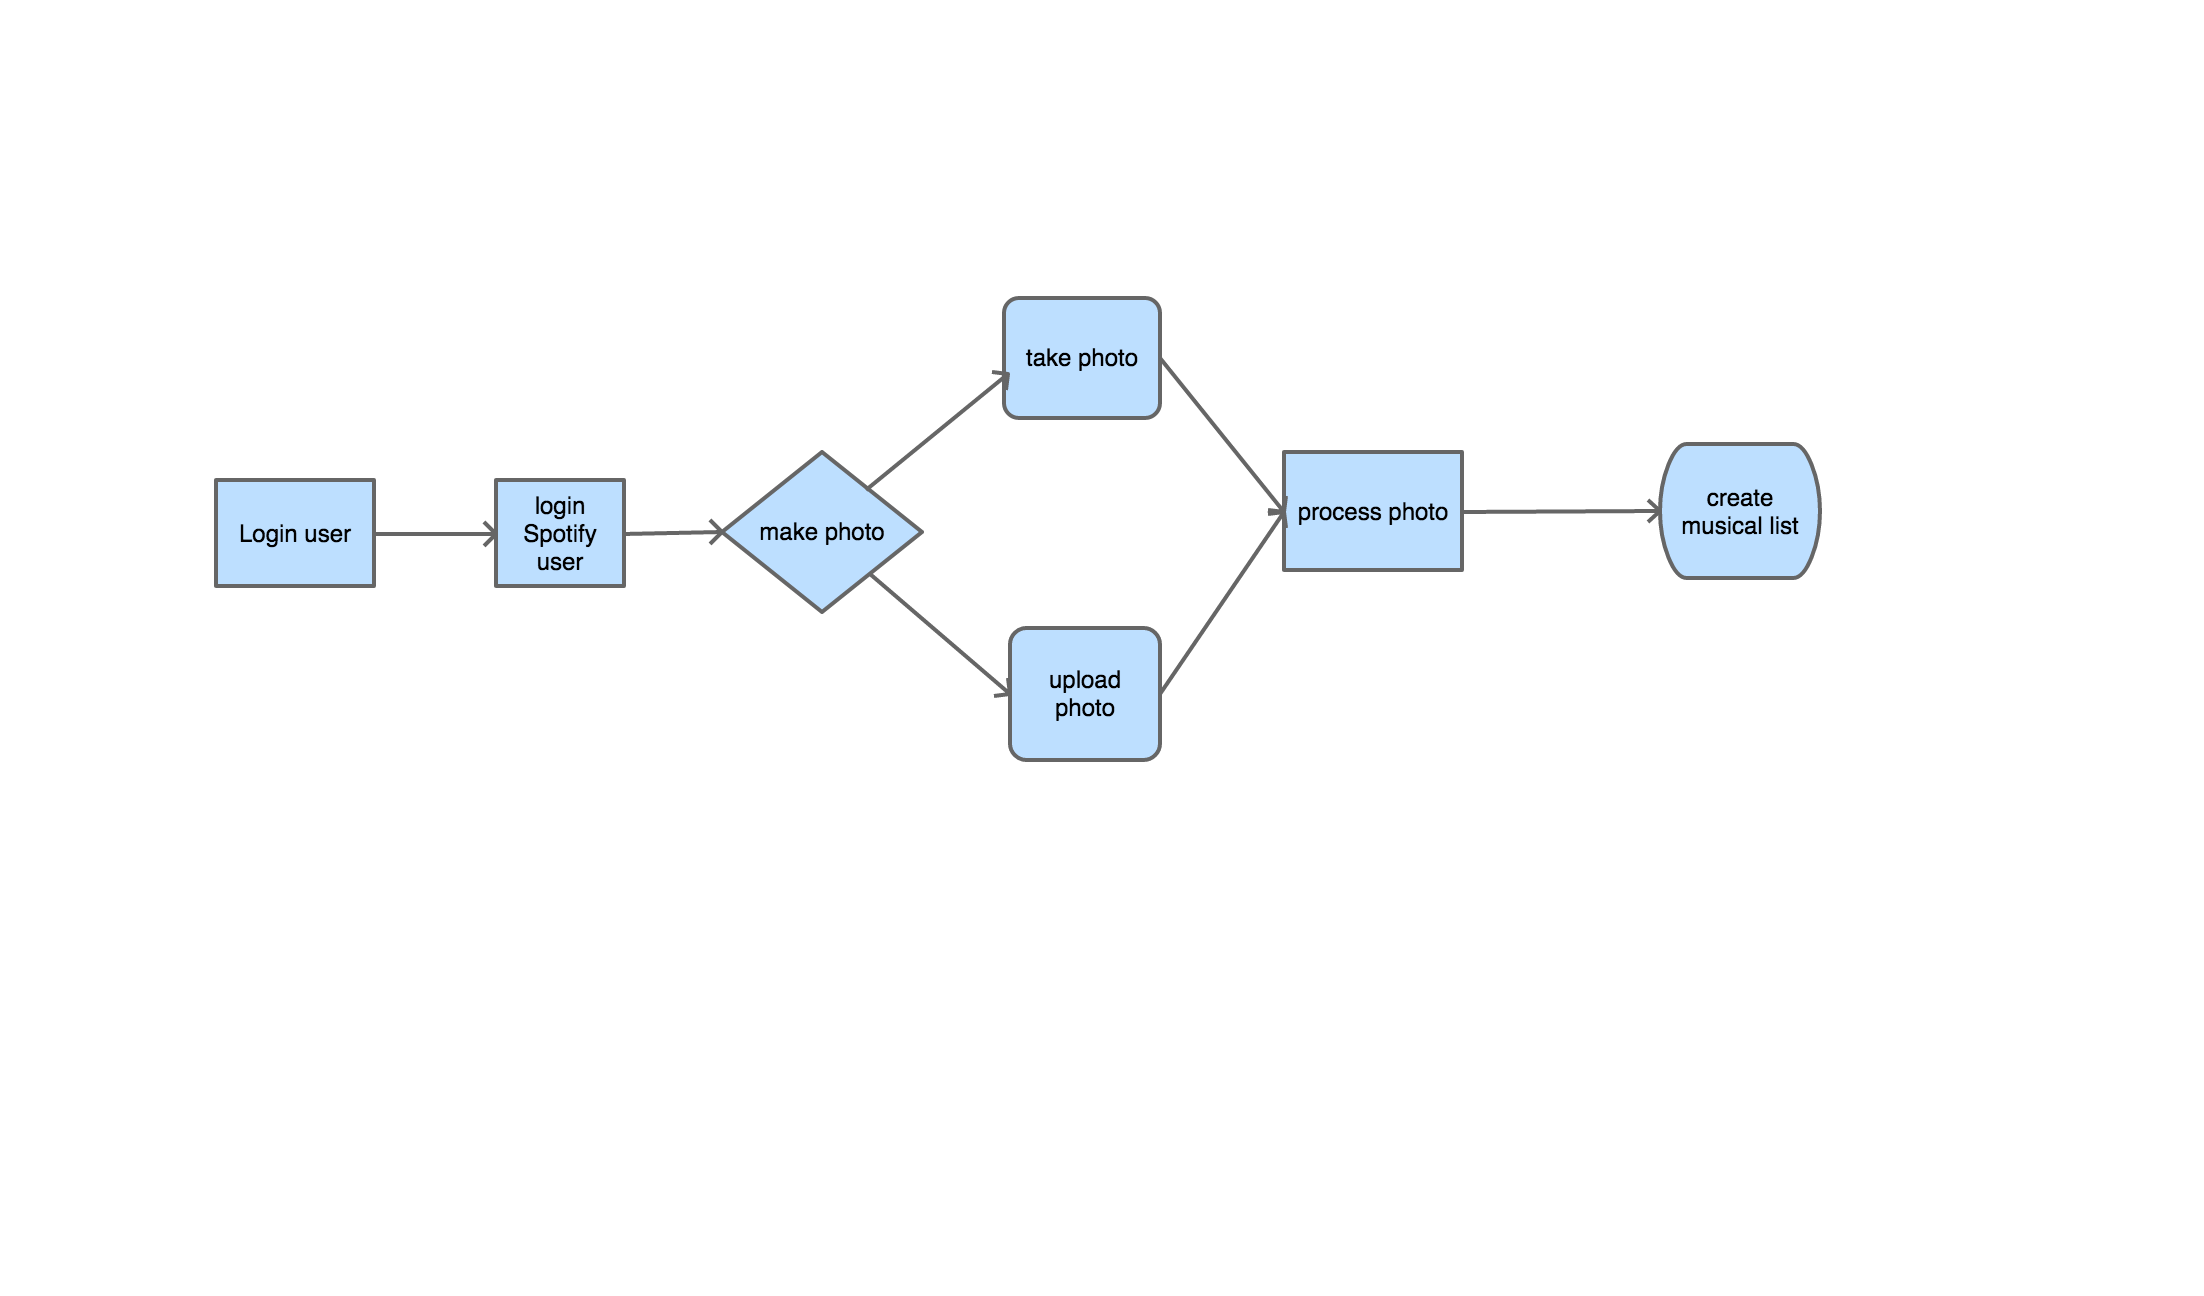 Login user
login
Spotify
user
make photo
take photo
upload
photo
process photo
create
musical list